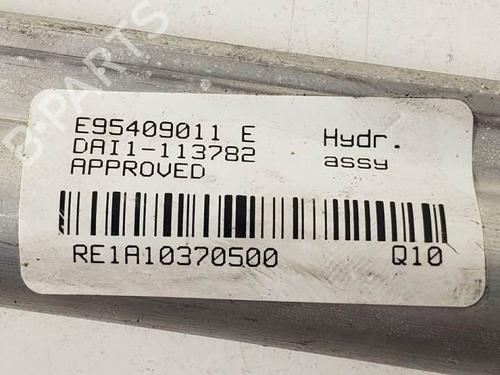 E95409011 E Hydr.
DAI1-113782 assy
APPROVED
RE1A10370500 Q10
B-PARTS